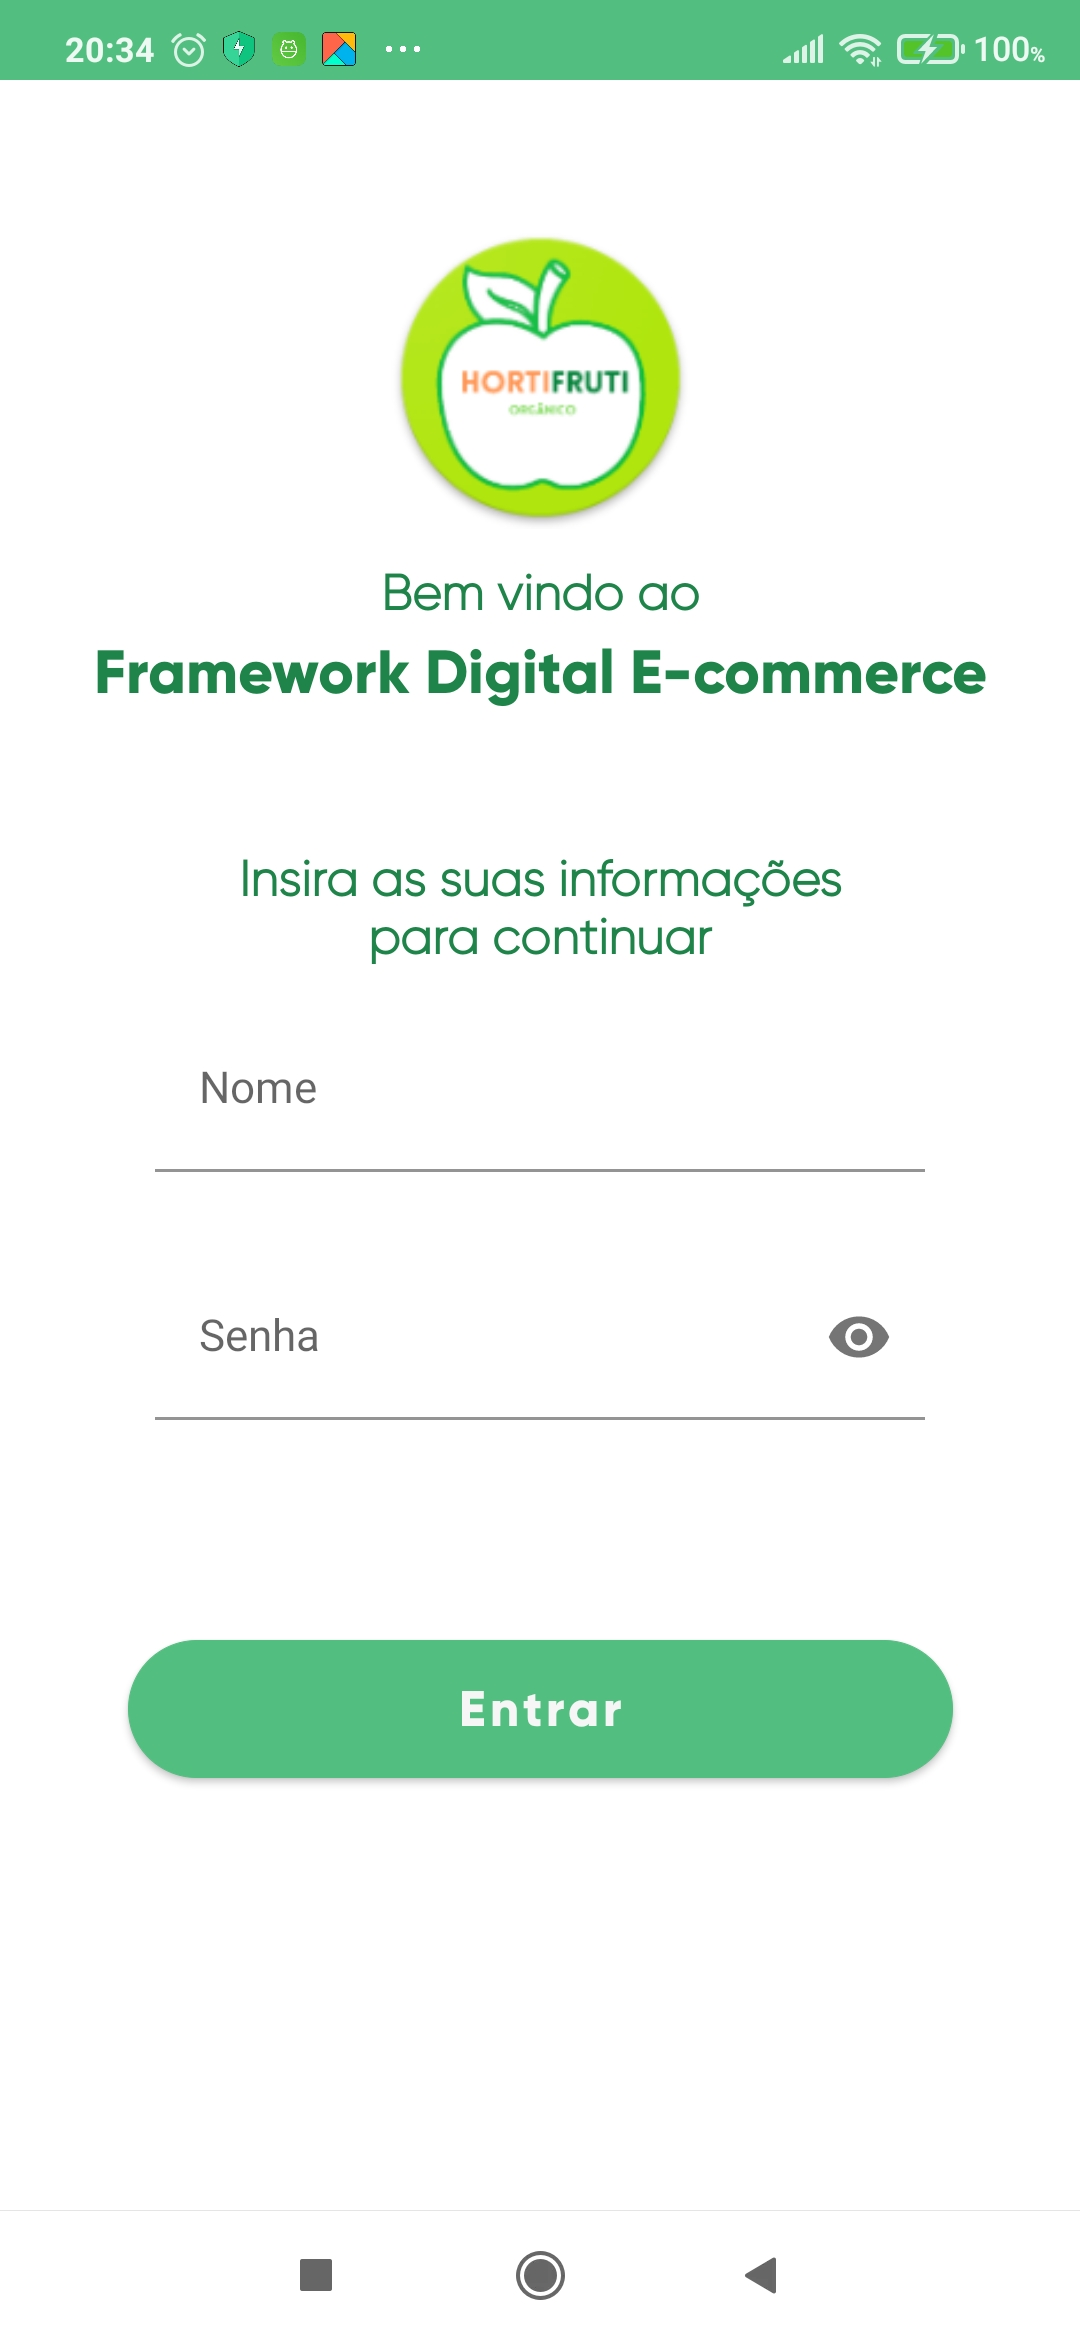 20:34
100%
HORTIFRUTI
ORGÂNICO
Bem vindo ao
Framework Digital E-commerce
Insira as suas informações
para continuar
Nome
Senha
Entrar